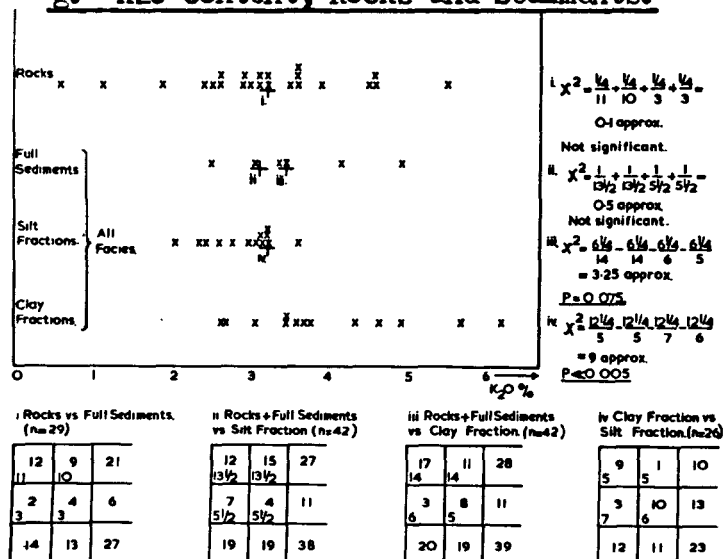 Rocks and Sediments.
Rocks
i.
Full Sediments
ii iii.
Silt Fractions.
All Facies.
iv.
Clay Fractions.
0 1 2 3 4 5 6
K₂O %
i. X² = ¼/11 + ¼/10 + ¼/3 + ¼/3 =
0·1 approx.
Not significant.
ii. X² = 1/13½ + 1/13½ + 1/5½ + 1/5½ =
0·5 approx.
Not significant.
iii. X² = 6¼/14 - 6¼/14 - 6¼/6 - 6¼/5
= 3·25 approx.
P=0 075
iv. X² 12¼/5 - 12¼/5 - 12¼/7 - 12¼/6
= 9 approx.
P≪0 005
i Rocks vs Full Sediments.
(n=29)
12 9 21
11 10
2 4 6
3 3
14 13 27
ii Rocks+Full Sediments
vs Silt Fraction (n=42)
12 15 27
13½ 13½
7 4 11
5½ 5½
19 19 38
iii Rocks+Full Sediments
vs Clay Fraction (n=42)
17 11 28
14 14
3 8 11
6 5
20 19 39
iv Clay Fraction vs
Silt Fraction. (n=26)
9 1 10
5 5
3 10 13
7 6
12 11 23